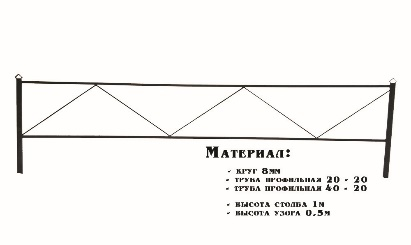 Материал:
круг 8мм
труба профильная 20 - 20
труба профильная 40 - 20
высота столба 1м
высота узора 0,5м